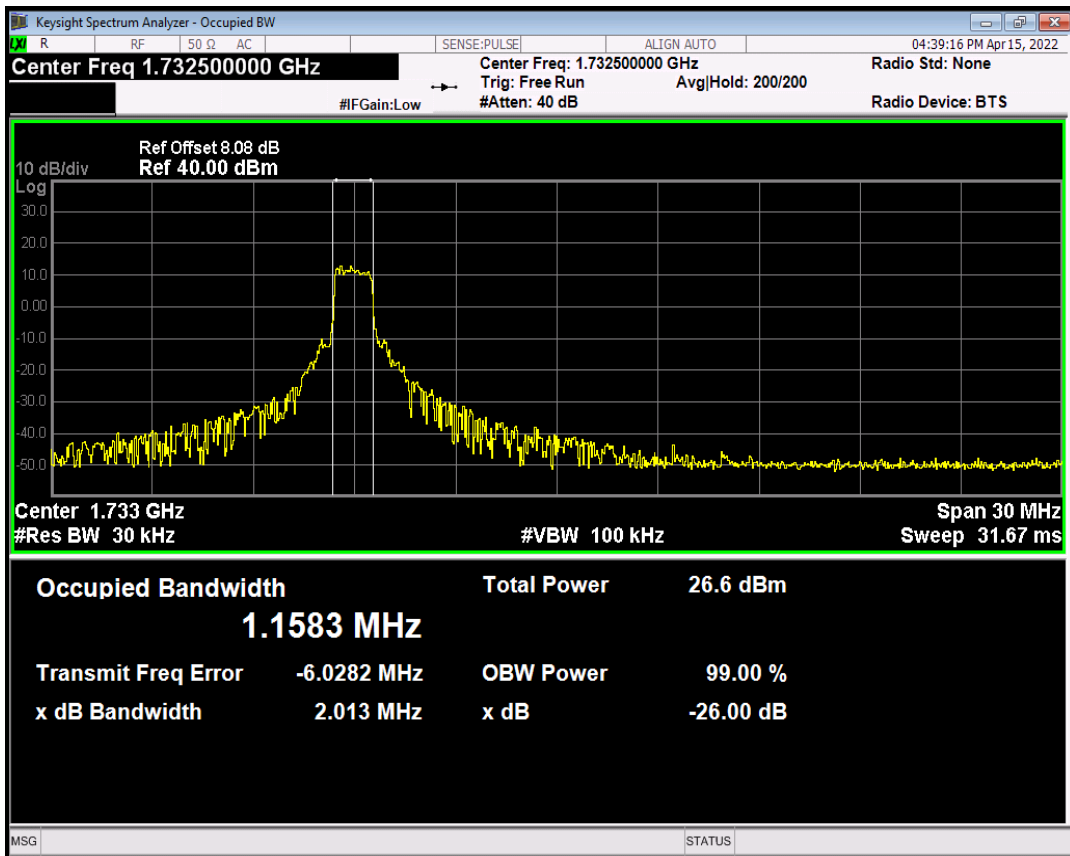 Keysight Spectrum Analyzer - Occupied BW
LXI R RF 50 Ω AC SENSE:PULSE ALIGN AUTO 04:39:16 PM Apr 15, 2022
Center Freq 1.732500000 GHz
Center Freq: 1.732500000 GHz
Radio Std: None
Trig: Free Run Avg|Hold: 200/200
#IFGain:Low #Atten: 40 dB Radio Device: BTS
Ref Offset 8.08 dB
10 dB/div Ref 40.00 dBm
Log
30.0
20.0
10.0
0.00
-10.0
-20.0
-30.0
-40.0
-50.0
Center 1.733 GHz Span 30 MHz
#Res BW 30 kHz #VBW 100 kHz Sweep 31.67 ms
Occupied Bandwidth Total Power 26.6 dBm
1.1583 MHz
Transmit Freq Error -6.0282 MHz OBW Power 99.00 %
x dB Bandwidth 2.013 MHz x dB -26.00 dB
MSG STATUS